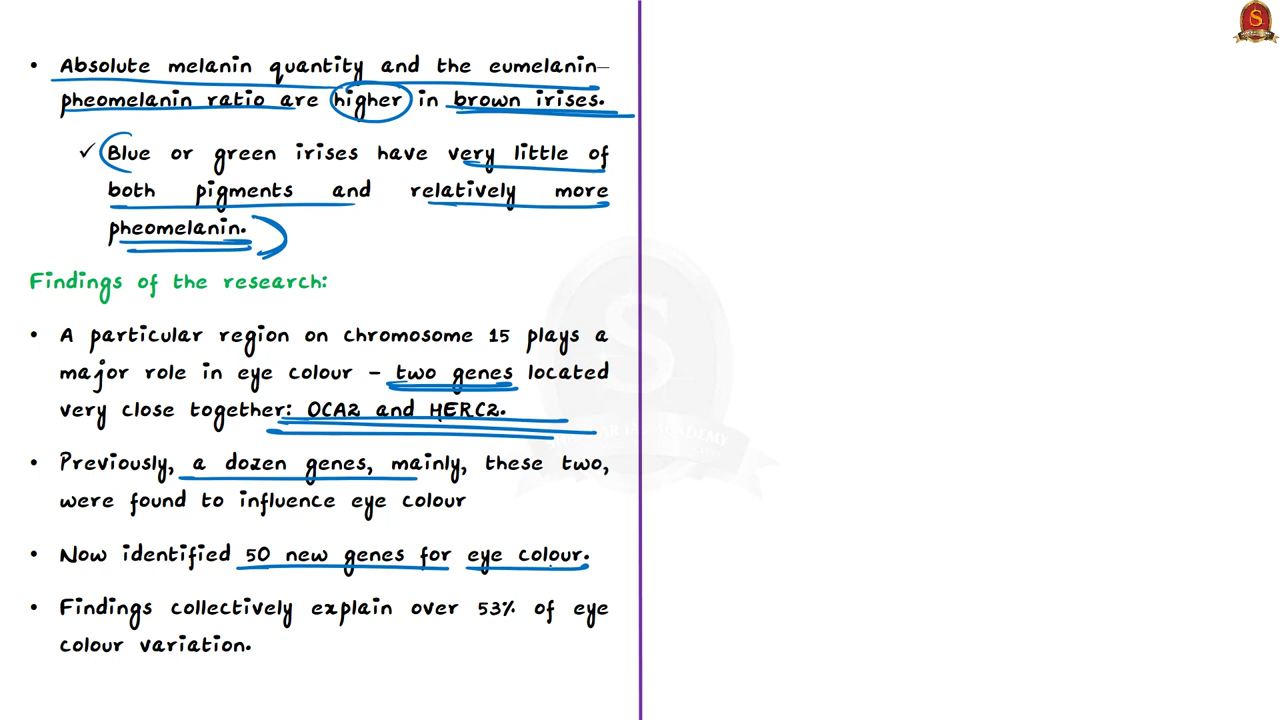 • Absolute melanin quantity and the eumelanin–
pheomelanin ratio are higher in brown irises.
✓ Blue or green irises have very little of
both pigments and relatively more
pheomelanin.
Findings of the research:
• A particular region on chromosome 15 plays a
major role in eye colour – two genes located
very close together: OCA2 and HERC2.
• Previously, a dozen genes, mainly, these two,
were found to influence eye colour
• Now identified 50 new genes for eye colour.
• Findings collectively explain over 53% of eye
colour variation.
S
ACADEMY